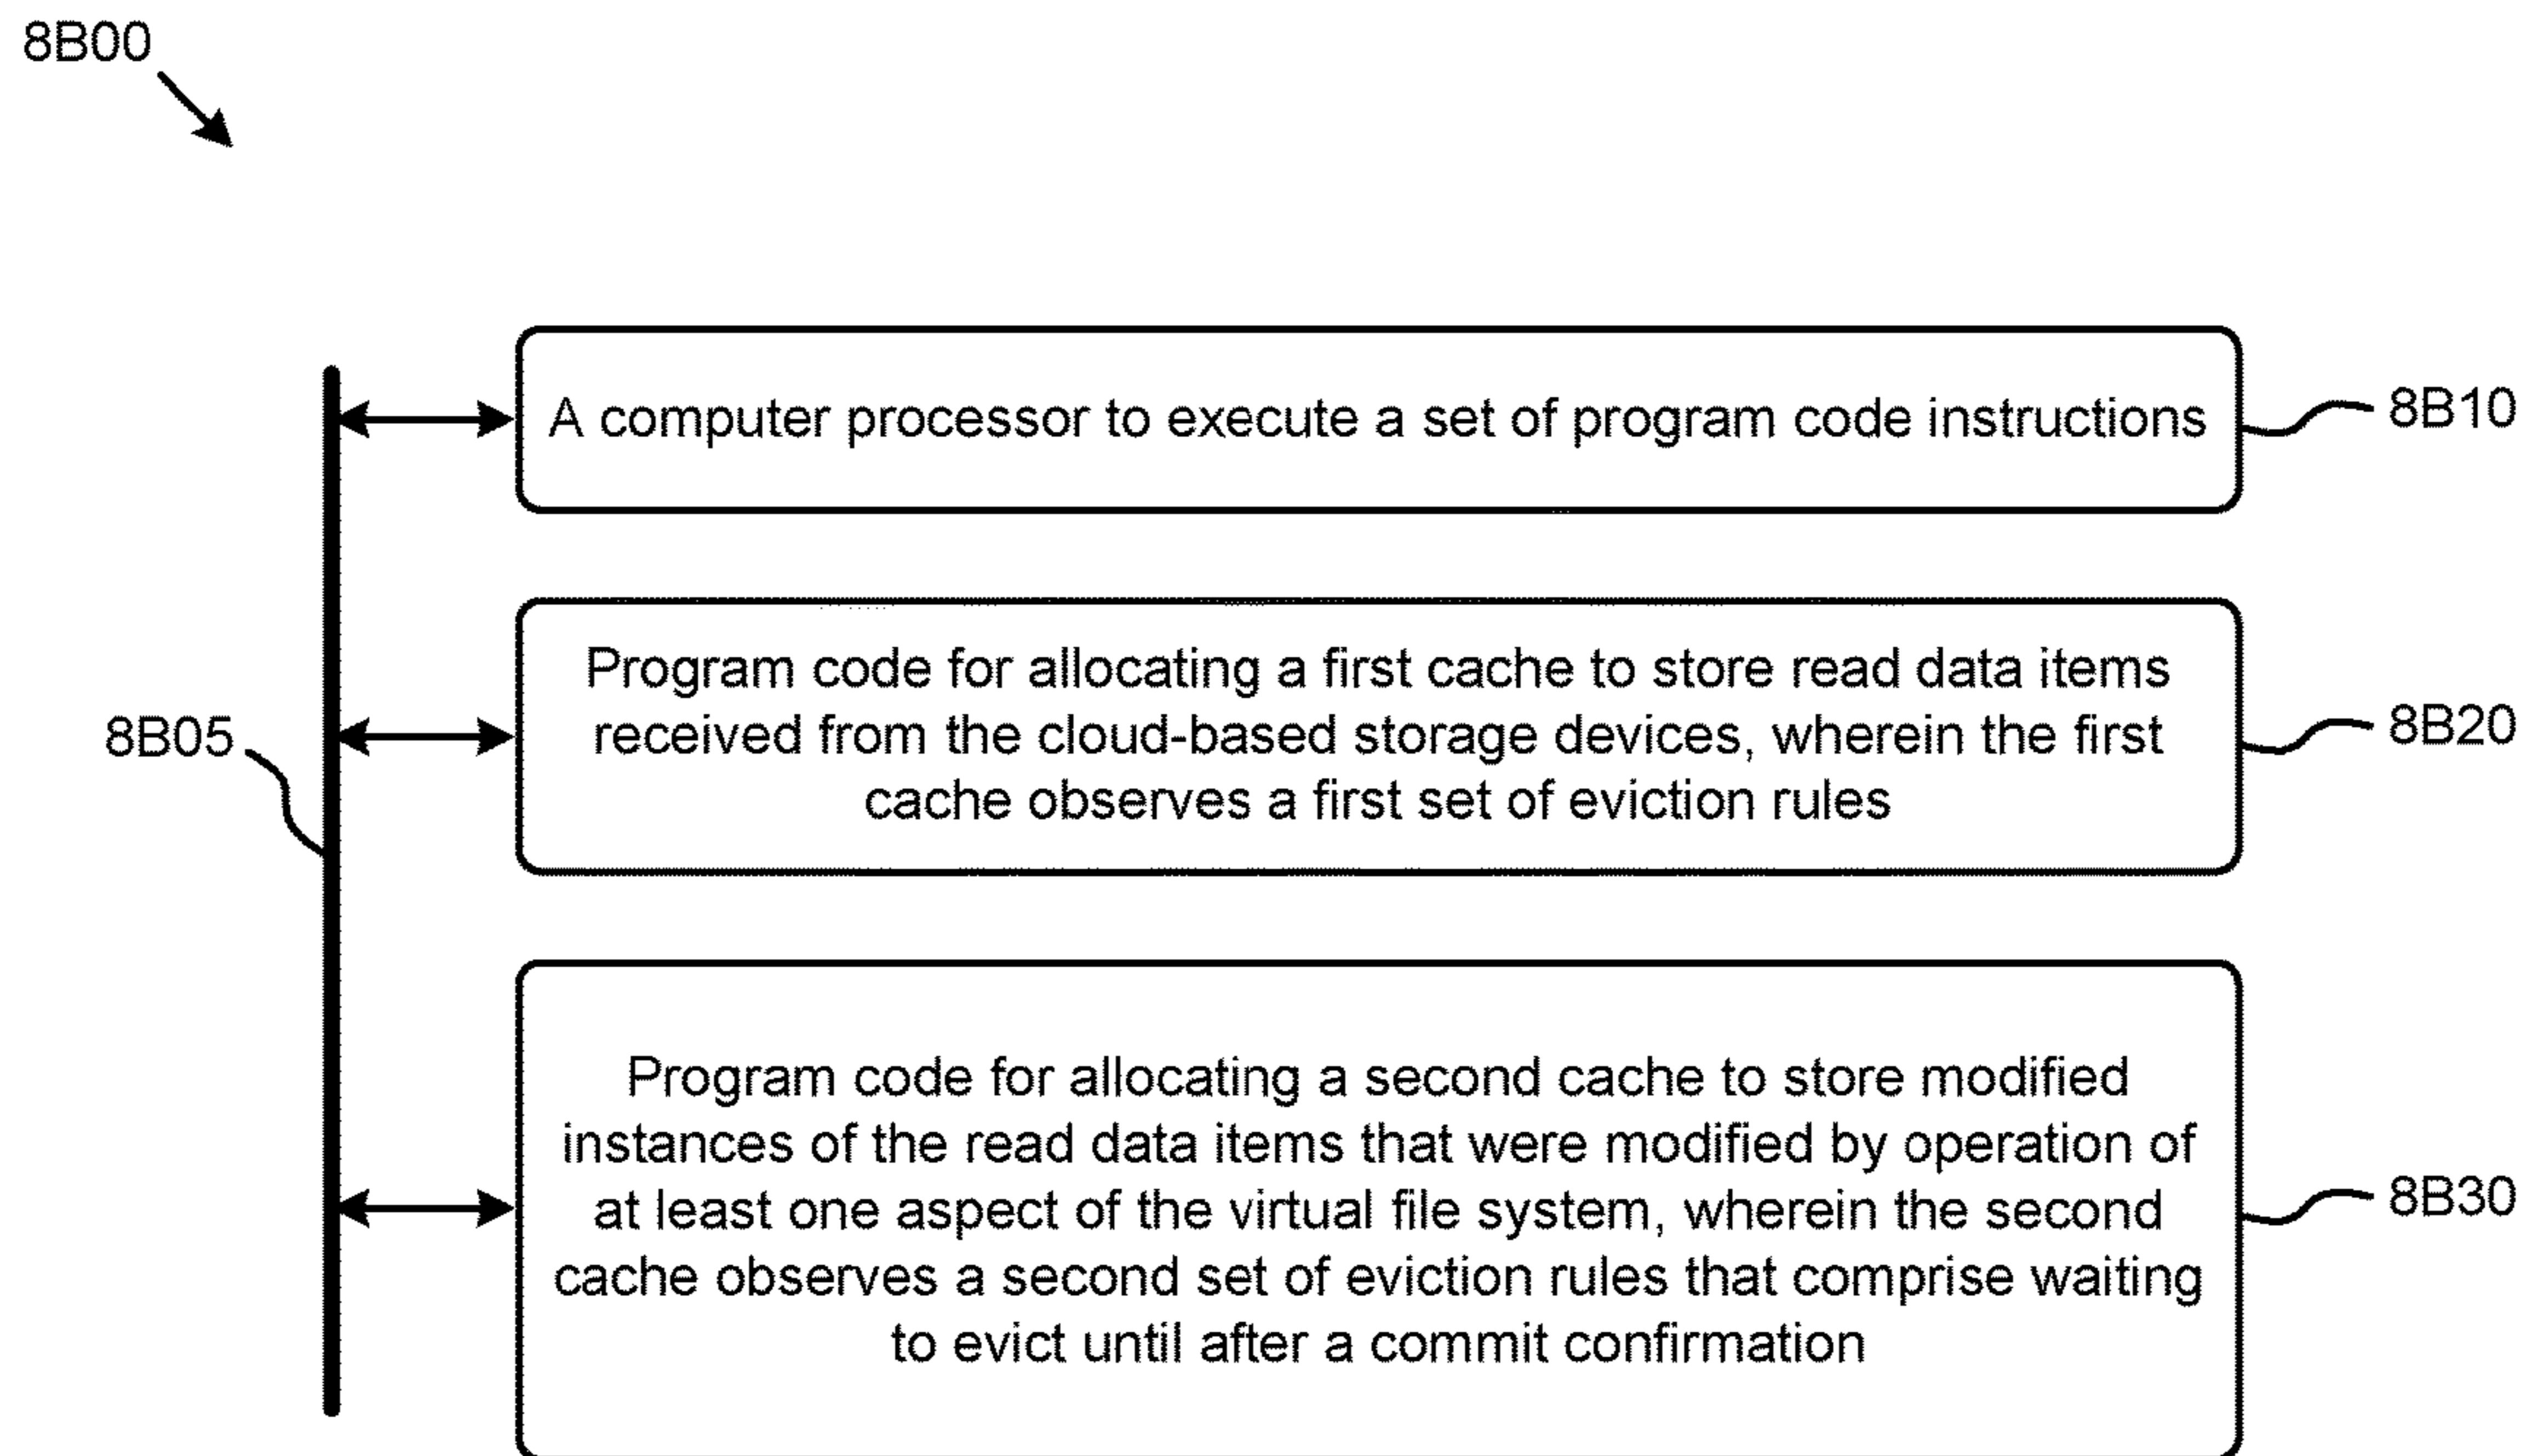 8B00
A computer processor to execute a set of program code instructions
8B10
Program code for allocating a first cache to store read data items
received from the cloud-based storage devices, wherein the first
cache observes a first set of eviction rules
8B20
8B05
Program code for allocating a second cache to store modified
instances of the read data items that were modified by operation of
at least one aspect of the virtual file system, wherein the second
cache observes a second set of eviction rules that comprise waiting
to evict until after a commit confirmation
8B30